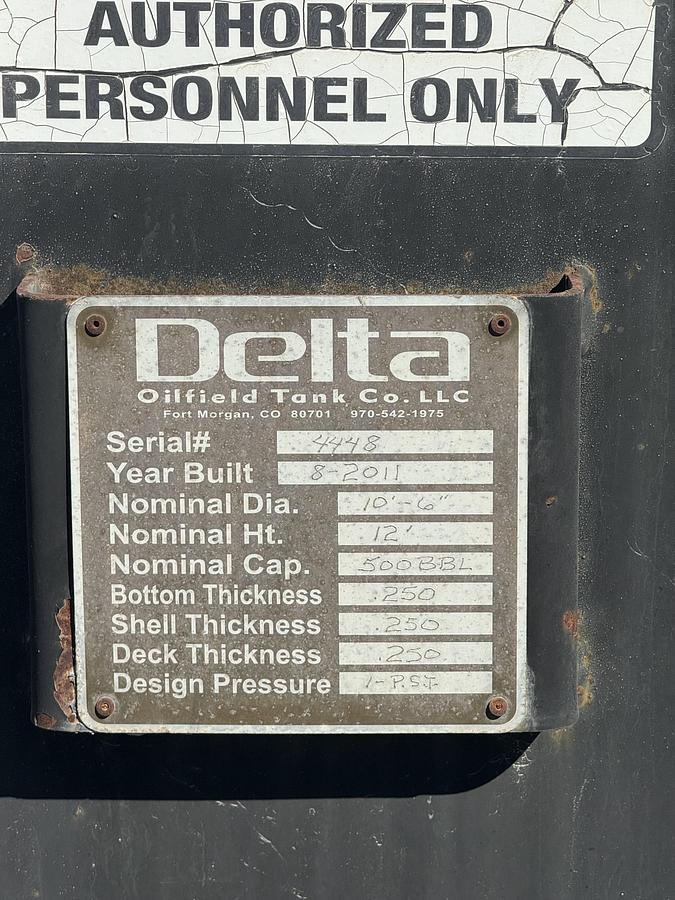 AUTHORIZED
PERSONNEL ONLY
Delta
Oilfield Tank Co. LLC
Fort Morgan, CO 80701 970-542-1975
Serial# 4448
Year Built 8-2011
Nominal Dia. 10'-6"
Nominal Ht. 12'
Nominal Cap. 500BBL
Bottom Thickness .250
Shell Thickness .250
Deck Thickness .250
Design Pressure 1-P.S.I.